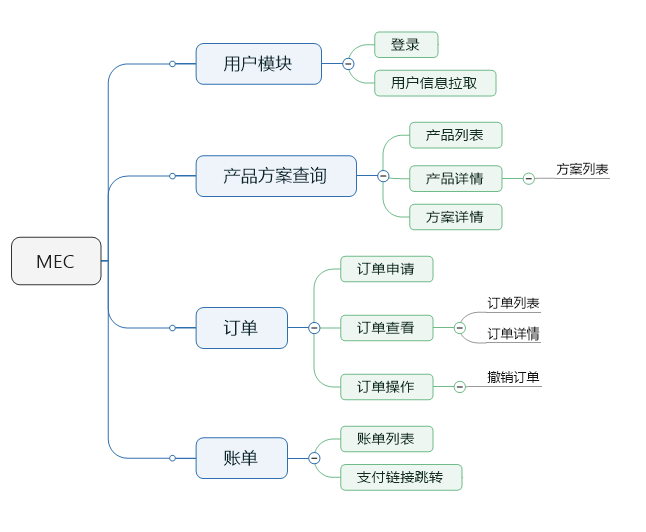 MEC
用户模块
登录
用户信息拉取
产品方案查询
产品列表
产品详情
方案列表
方案详情
订单
订单申请
订单查看
订单列表
订单详情
订单操作
撤销订单
账单
账单列表
支付链接跳转